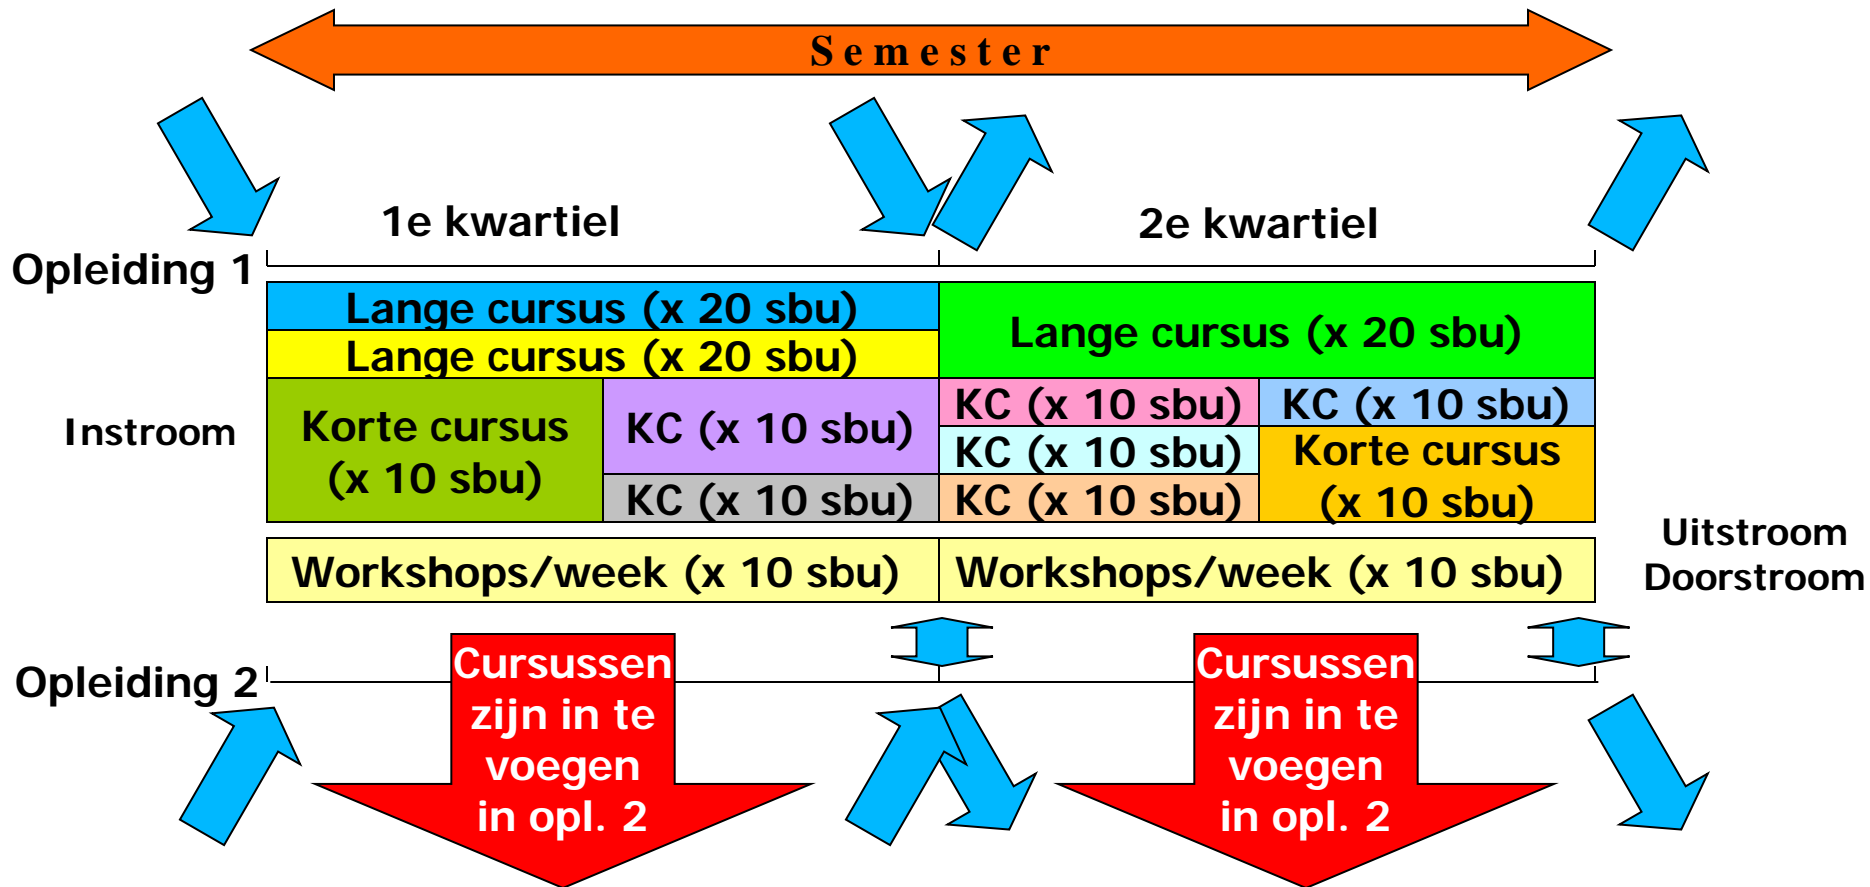 Semester
1e kwartiel
2e kwartiel
Opleiding 1
Lange cursus (x 20 sbu)
Lange cursus (x 20 sbu)
Lange cursus (x 20 sbu)
Instroom
Korte cursus
(x 10 sbu)
KC (x 10 sbu)
KC (x 10 sbu)
KC (x 10 sbu)
KC (x 10 sbu)
KC (x 10 sbu)
KC (x 10 sbu)
Korte cursus
(x 10 sbu)
Workshops/week (x 10 sbu)
Workshops/week (x 10 sbu)
Uitstroom
Doorstroom
Opleiding 2
Cursussen
zijn in te
voegen
in opl. 2
Cursussen
zijn in te
voegen
in opl. 2